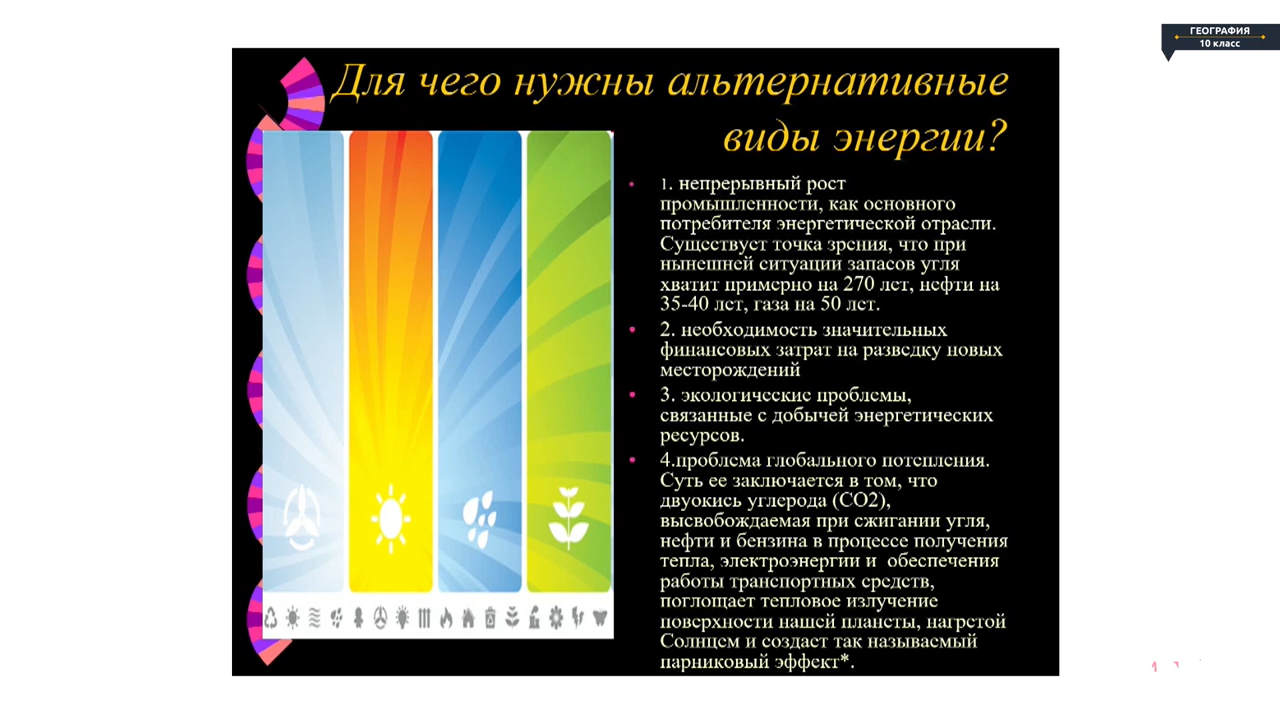 ГЕОГРАФИЯ
10 класс
Для чего нужны альтернативные
виды энергии?
1. непрерывный рост
промышленности, как основного
потребителя энергетической отрасли.
Существует точка зрения, что при
нынешней ситуации запасов угля
хватит примерно на 270 лет, нефти на
35-40 лет, газа на 50 лет.
2. необходимость значительных
финансовых затрат на разведку новых
месторождений
3. экологические проблемы,
связанные с добычей энергетических
ресурсов.
4.проблема глобального потепления.
Суть ее заключается в том, что
двуокись углерода (СО2),
высвобождаемая при сжигании угля,
нефти и бензина в процессе получения
тепла, электроэнергии и обеспечения
работы транспортных средств,
поглощает тепловое излучение
поверхности нашей планеты, нагретой
Солнцем и создает так называемый
парниковый эффект*.